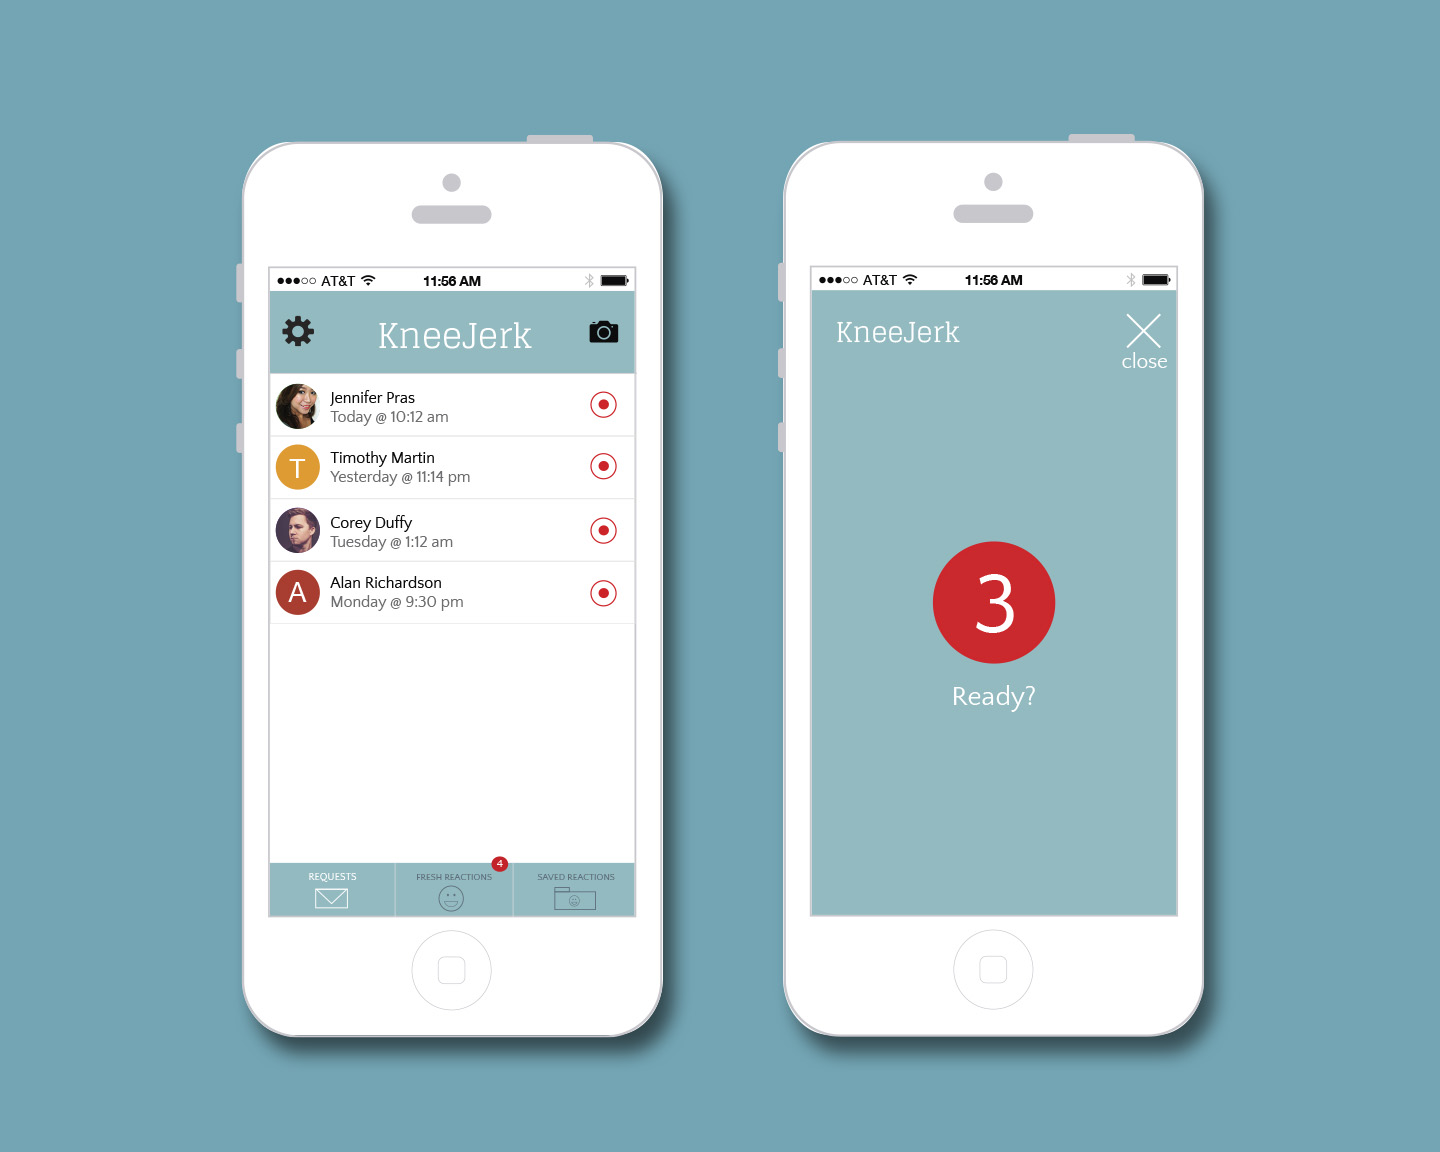 AT&T 11:56 AM
KneeJerk
Jennifer Pras
Today @ 10:12 am
T
Timothy Martin
Yesterday @ 11:14 pm
Corey Duffy
Tuesday @ 1:12 am
A
Alan Richardson
Monday @ 9:30 pm
4
REQUESTS
FRESH REACTIONS
SAVED REACTIONS
AT&T 11:56 AM
KneeJerk
close
3
Ready?